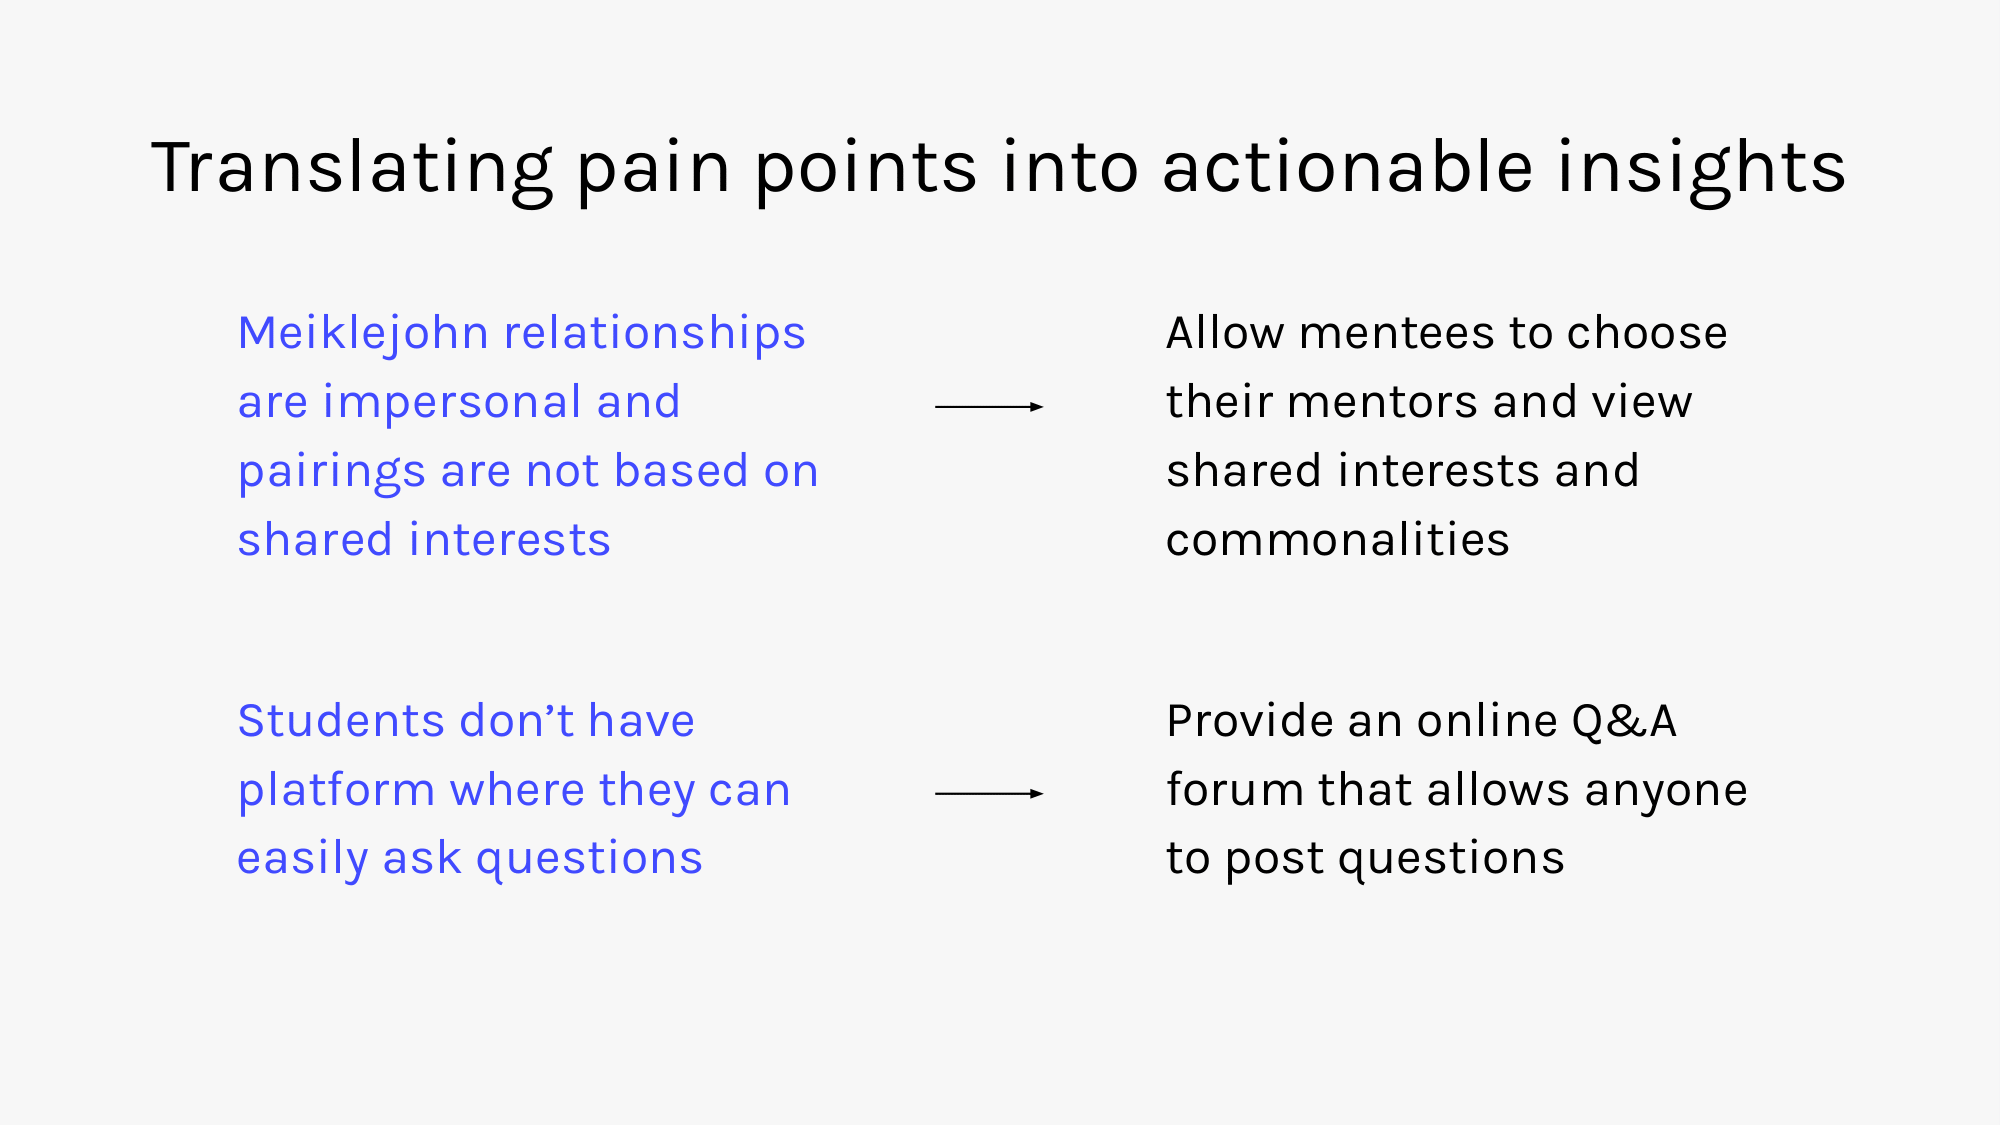 Translating pain points into actionable insights
Meiklejohn relationships
are impersonal and
pairings are not based on
shared interests
Allow mentees to choose
their mentors and view
shared interests and
commonalities
Students don’t have
platform where they can
easily ask questions
Provide an online Q&A
forum that allows anyone
to post questions